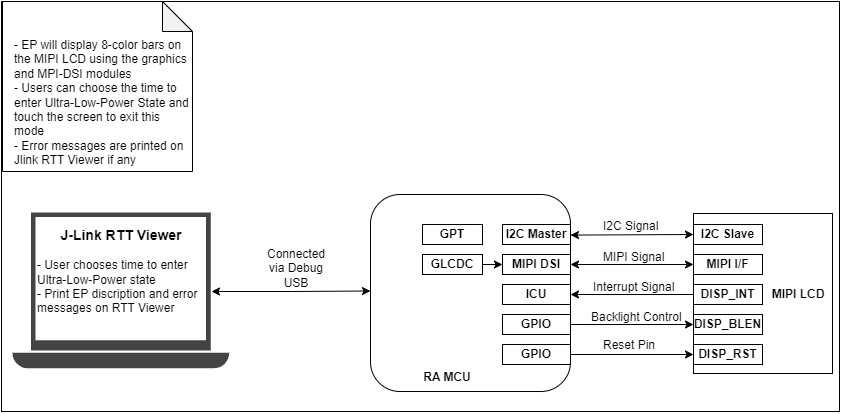 - EP will display 8-color bars on
the MIPI LCD using the graphics
and MPI-DSI modules
- Users can choose the time to
enter Ultra-Low-Power State and
touch the screen to exit this
mode
- Error messages are printed on
Jlink RTT Viewer if any
J-Link RTT Viewer
- User chooses time to enter
Ultra-Low-Power state
- Print EP discription and error
messages on RTT Viewer
Connected
via Debug
USB
GPT
GLCDC
I2C Master
MIPI DSI
ICU
GPIO
GPIO
RA MCU
I2C Signal
MIPI Signal
Interrupt Signal
Backlight Control
Reset Pin
I2C Slave
MIPI I/F
DISP_INT
DISP_BLEN
DISP_RST
MIPI LCD